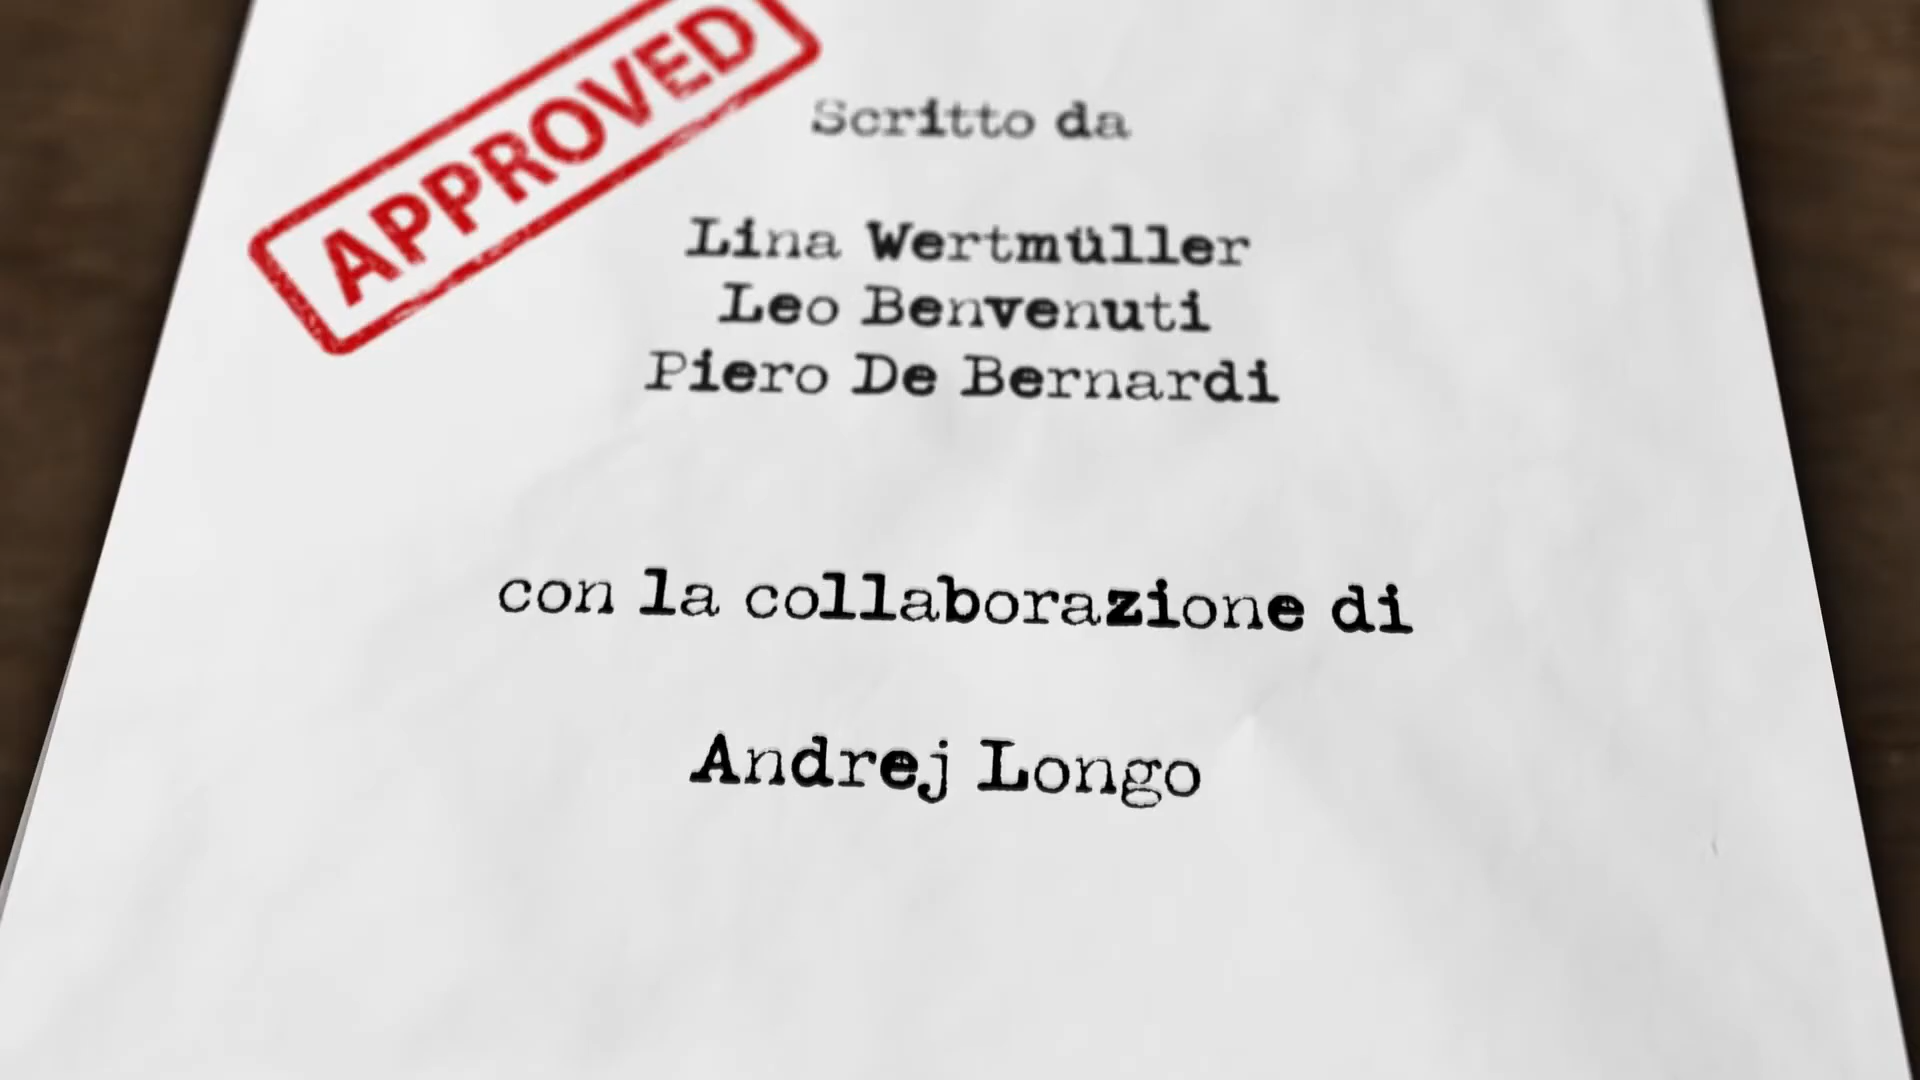 APPROVED
Scritto da
Lina Wertmüller
Leo Benvenuti
Piero De Bernardi
con la collaborazione di
Andrej Longo